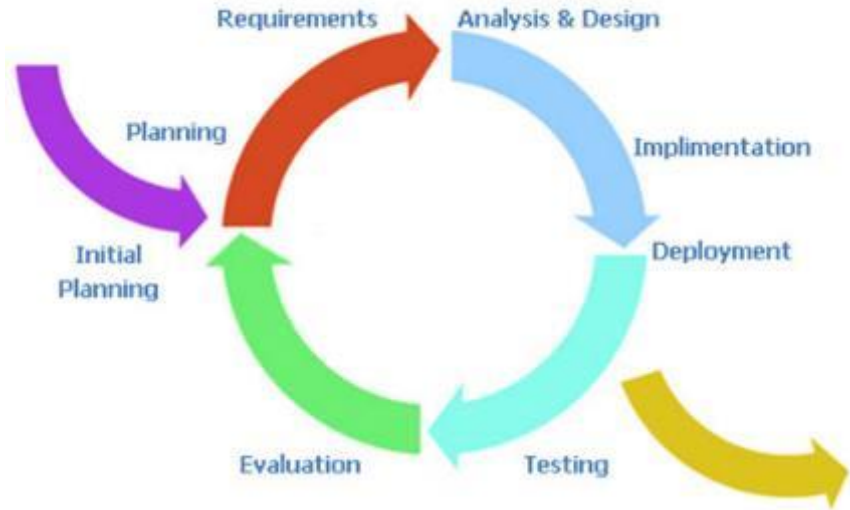 Requirements
Analysis & Design
Planning
Implimentation
Initial
Planning
Deployment
Evaluation
Testing